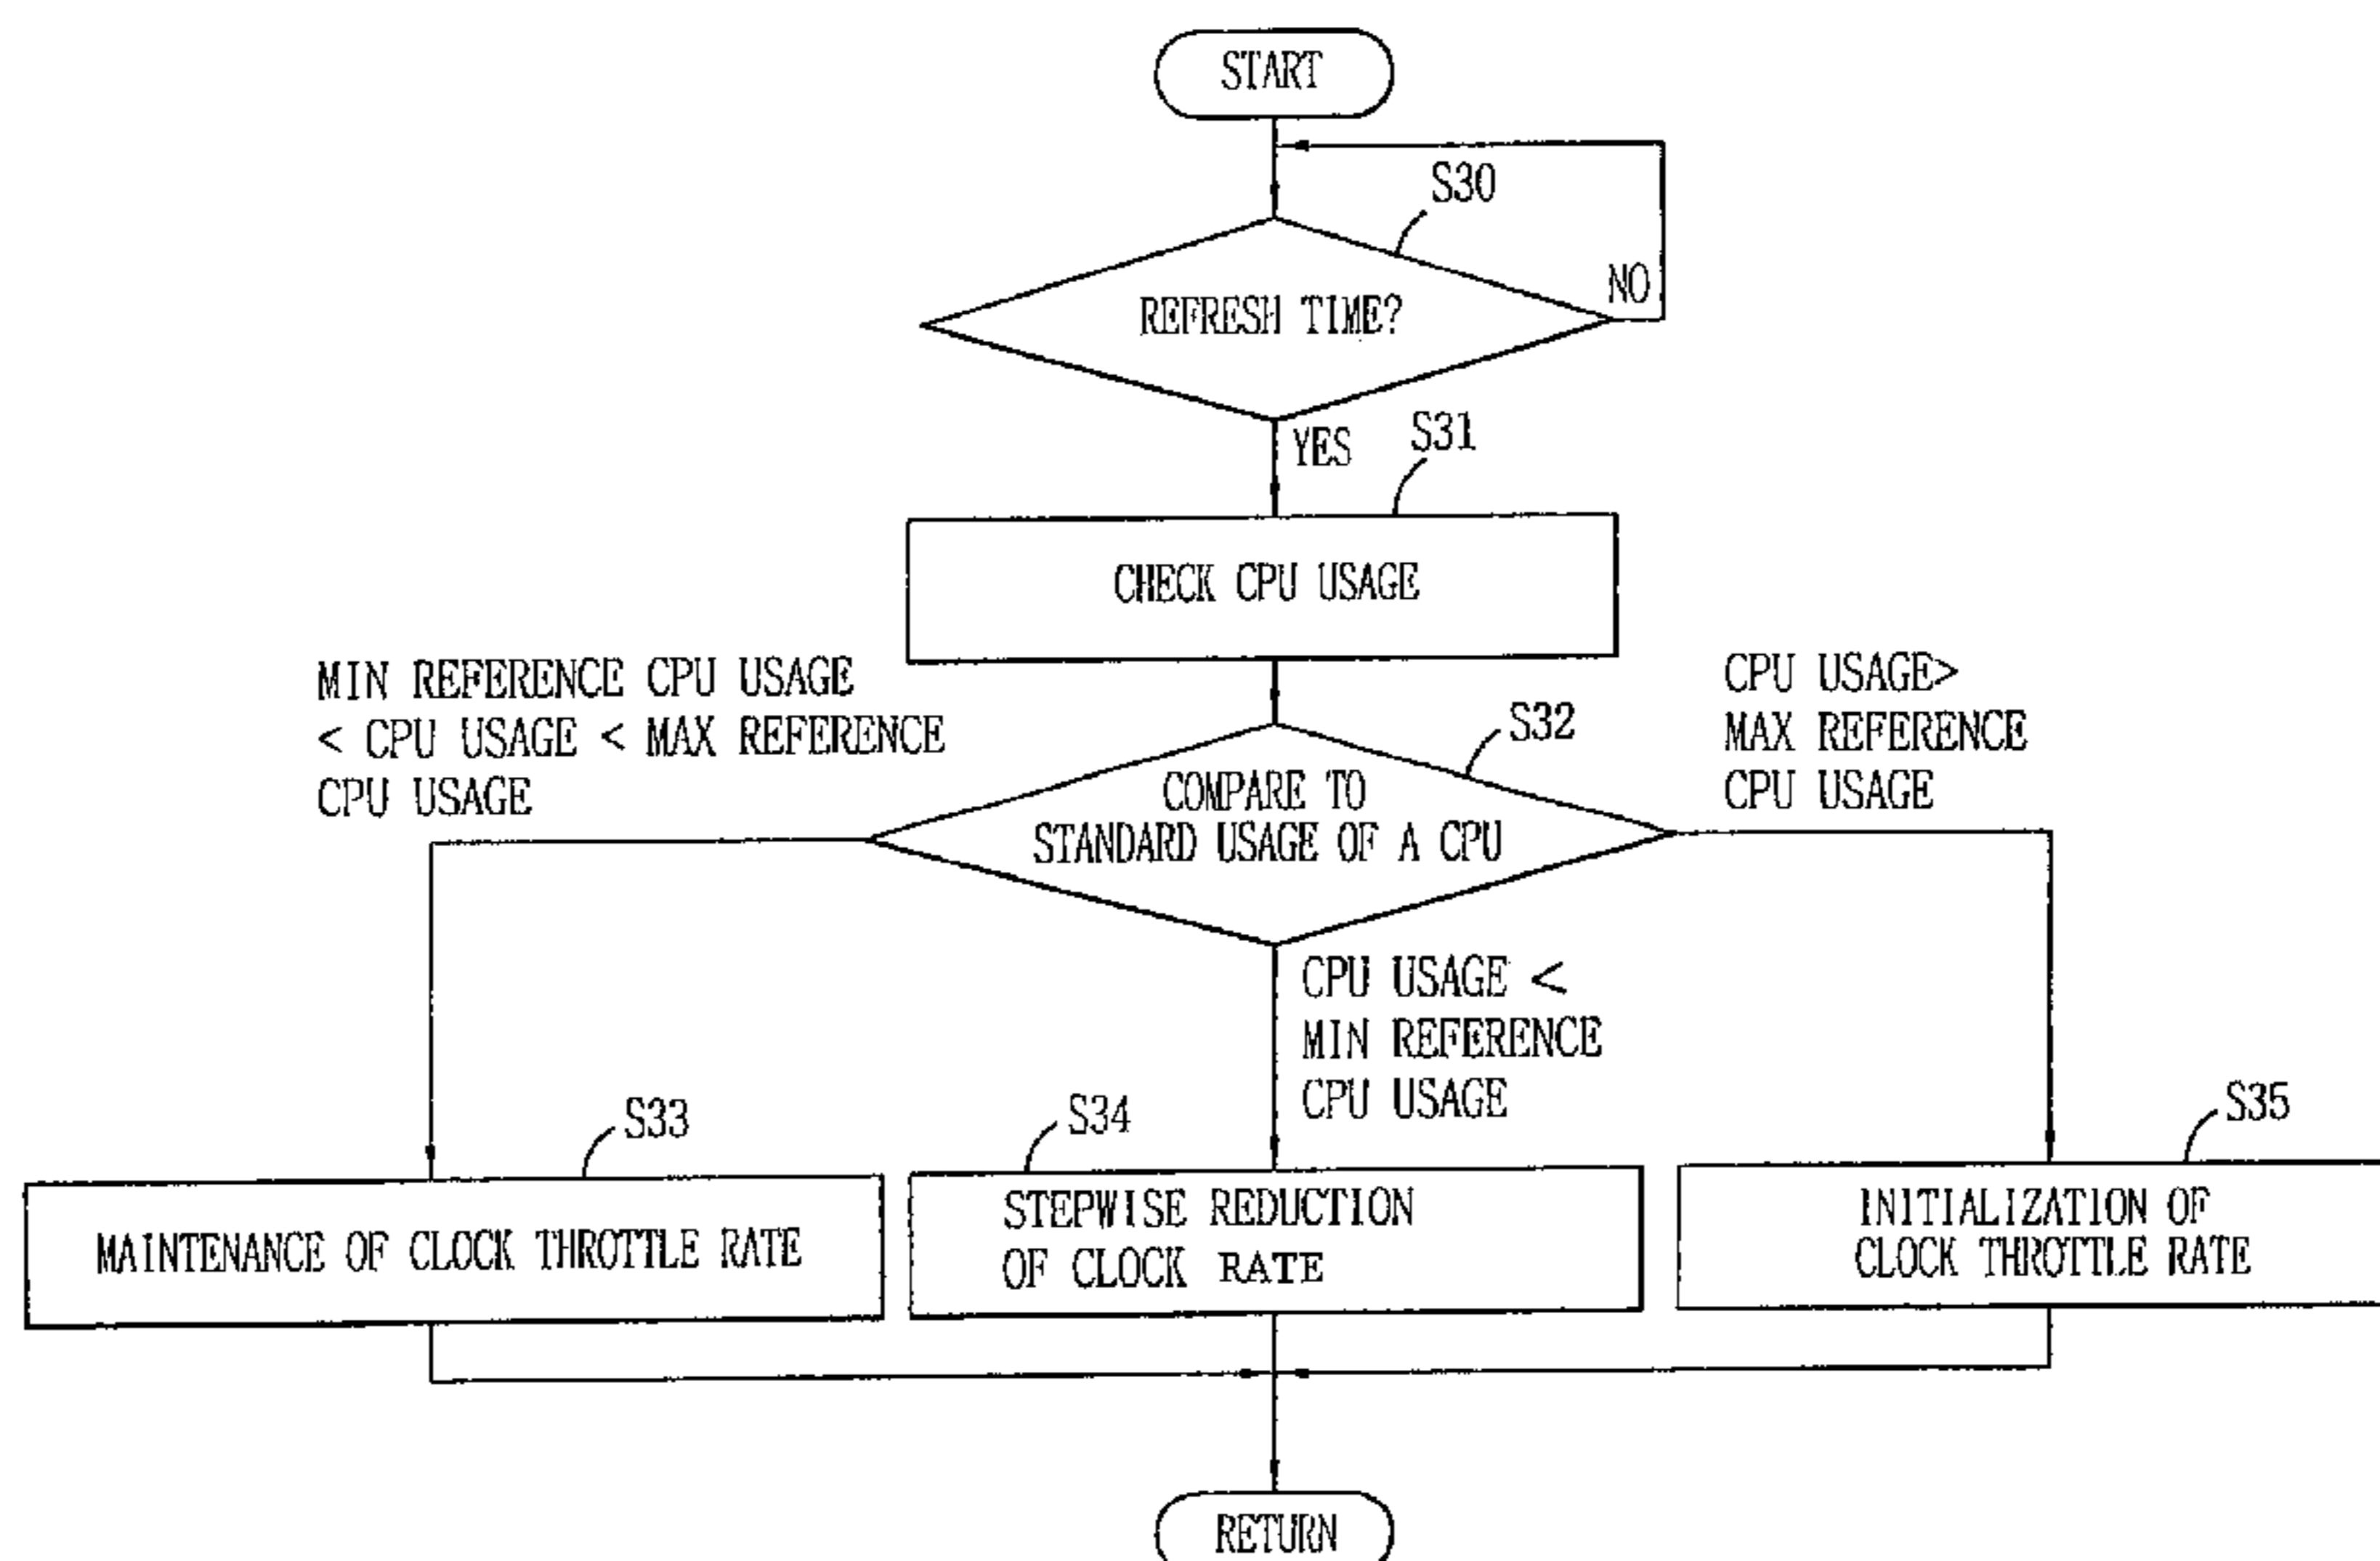 START
S30
REFRESH TIME?
NO
YES
S31
CHECK CPU USAGE
MIN REFERENCE CPU USAGE
< CPU USAGE < MAX REFERENCE
CPU USAGE
CPU USAGE>
MAX REFERENCE
CPU USAGE
S32
COMPARE TO
STANDARD USAGE OF A CPU
CPU USAGE <
MIN REFERENCE
CPU USAGE
S33
MAINTENANCE OF CLOCK THROTTLE RATE
S34
STEPWISE REDUCTION
OF CLOCK RATE
S35
INITIALIZATION OF
CLOCK THROTTLE RATE
RETURN